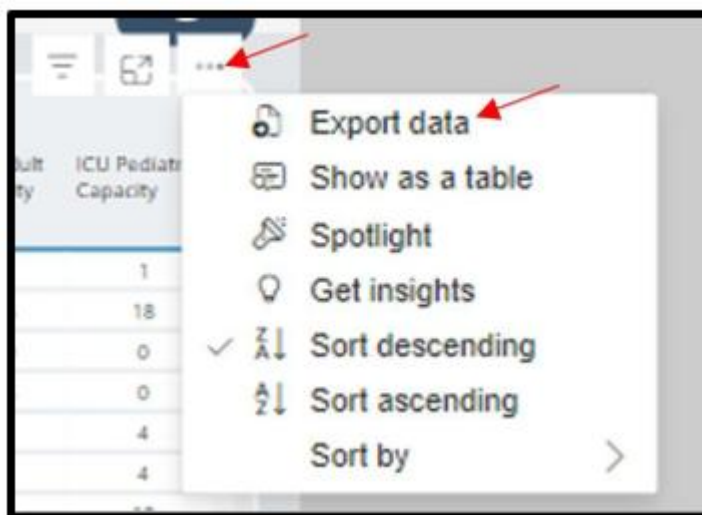 ICU Pediatr
Capacity
Export data
Show as a table
Spotlight
Get insights
Sort descending
Sort ascending
Sort by
1
18
0
0
4
4